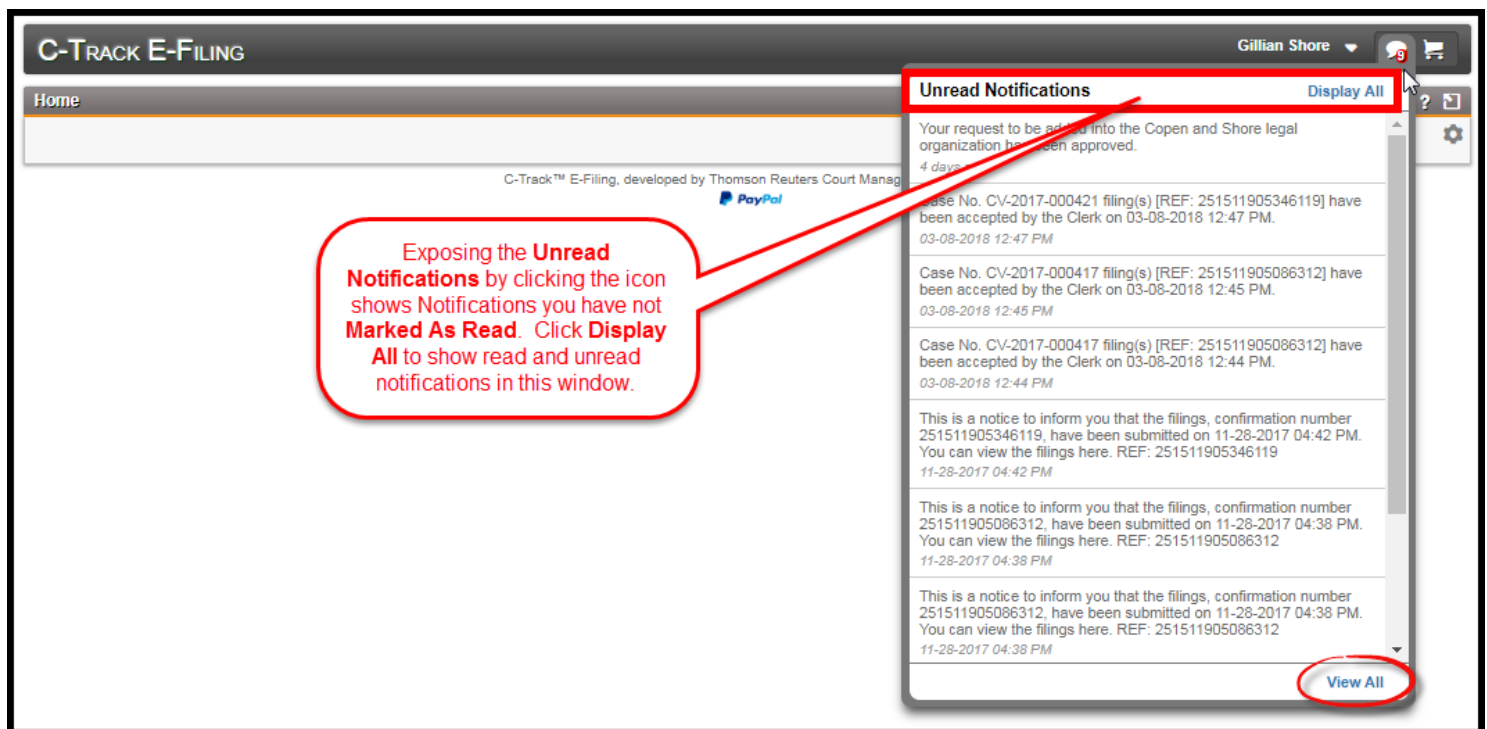 C-Track E-Filing
Gillian Shore
9
Home
?
Unread Notifications Display All
Your request to be added into the Copen and Shore legal
organization been approved.
4 days
Case No. CV-2017-000421 filing(s) [REF: 251511905346119] have
been accepted by the Clerk on 03-08-2018 12:47 PM.
03-08-2018 12:47 PM
Case No. CV-2017-000417 filing(s) [REF: 251511905086312] have
been accepted by the Clerk on 03-08-2018 12:45 PM.
03-08-2018 12:45 PM
Case No. CV-2017-000417 filing(s) [REF: 251511905086312] have
been accepted by the Clerk on 03-08-2018 12:44 PM.
03-08-2018 12:44 PM
This is a notice to inform you that the filings, confirmation number
251511905346119, have been submitted on 11-28-2017 04:42 PM.
You can view the filings here. REF: 251511905346119
11-28-2017 04:42 PM
This is a notice to inform you that the filings, confirmation number
251511905086312, have been submitted on 11-28-2017 04:38 PM.
You can view the filings here. REF: 251511905086312
11-28-2017 04:38 PM
This is a notice to inform you that the filings, confirmation number
251511905086312, have been submitted on 11-28-2017 04:38 PM.
You can view the filings here. REF: 251511905086312
11-28-2017 04:38 PM
View All
C-Track™ E-Filing, developed by Thomson Reuters Court Manag
PayPal
Exposing the Unread
Notifications by clicking the icon
shows Notifications you have not
Marked As Read. Click Display
All to show read and unread
notifications in this window.